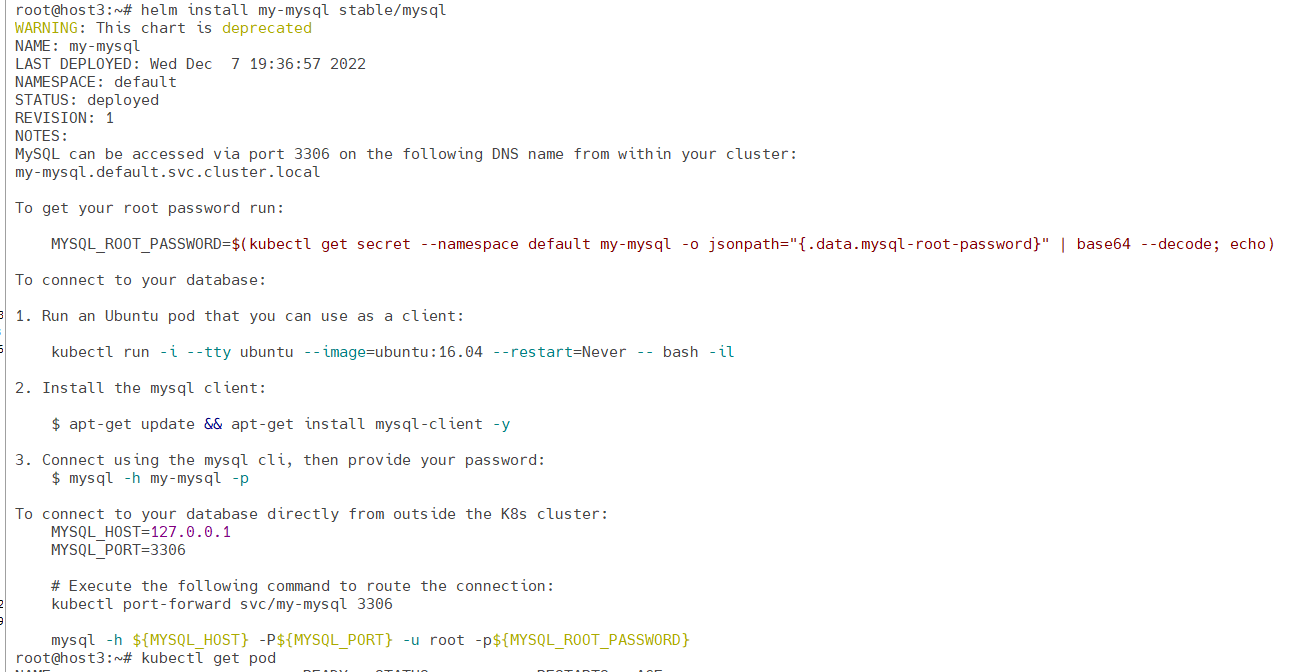 root@host3:~# helm install my-mysql stable/mysql
WARNING: This chart is deprecated
NAME: my-mysql
LAST DEPLOYED: Wed Dec  7 19:36:57 2022
NAMESPACE: default
STATUS: deployed
REVISION: 1
NOTES:
MySQL can be accessed via port 3306 on the following DNS name from within your cluster:
my-mysql.default.svc.cluster.local
To get your root password run:
MYSQL_ROOT_PASSWORD=$(kubectl get secret --namespace default my-mysql -o jsonpath="{.data.mysql-root-password}" | base64 --decode; echo)
To connect to your database:
1. Run an Ubuntu pod that you can use as a client:
kubectl run -i --tty ubuntu --image=ubuntu:16.04 --restart=Never -- bash -il
2. Install the mysql client:
$ apt-get update && apt-get install mysql-client -y
3. Connect using the mysql cli, then provide your password:
$ mysql -h my-mysql -p
To connect to your database directly from outside the K8s cluster:
MYSQL_HOST=127.0.0.1
MYSQL_PORT=3306
# Execute the following command to route the connection:
kubectl port-forward svc/my-mysql 3306
mysql -h ${MYSQL_HOST} -P${MYSQL_PORT} -u root -p${MYSQL_ROOT_PASSWORD}
root@host3:~# kubectl get pod